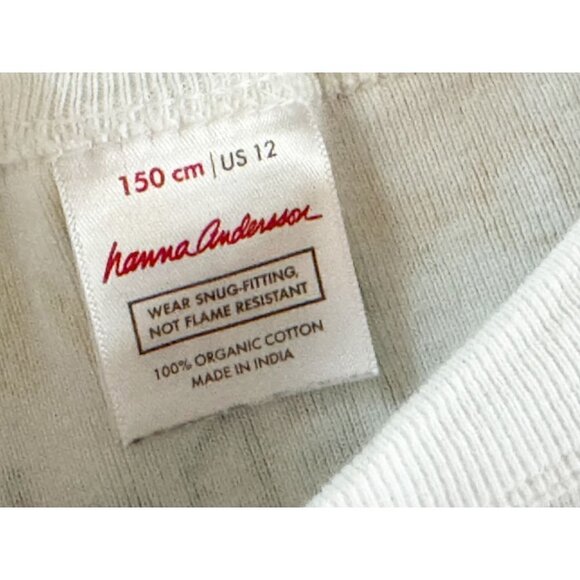 150 cm | US 12
hanna Andersson
WEAR SNUG-FITTING,
NOT FLAME RESISTANT
100% ORGANIC COTTON
MADE IN INDIA